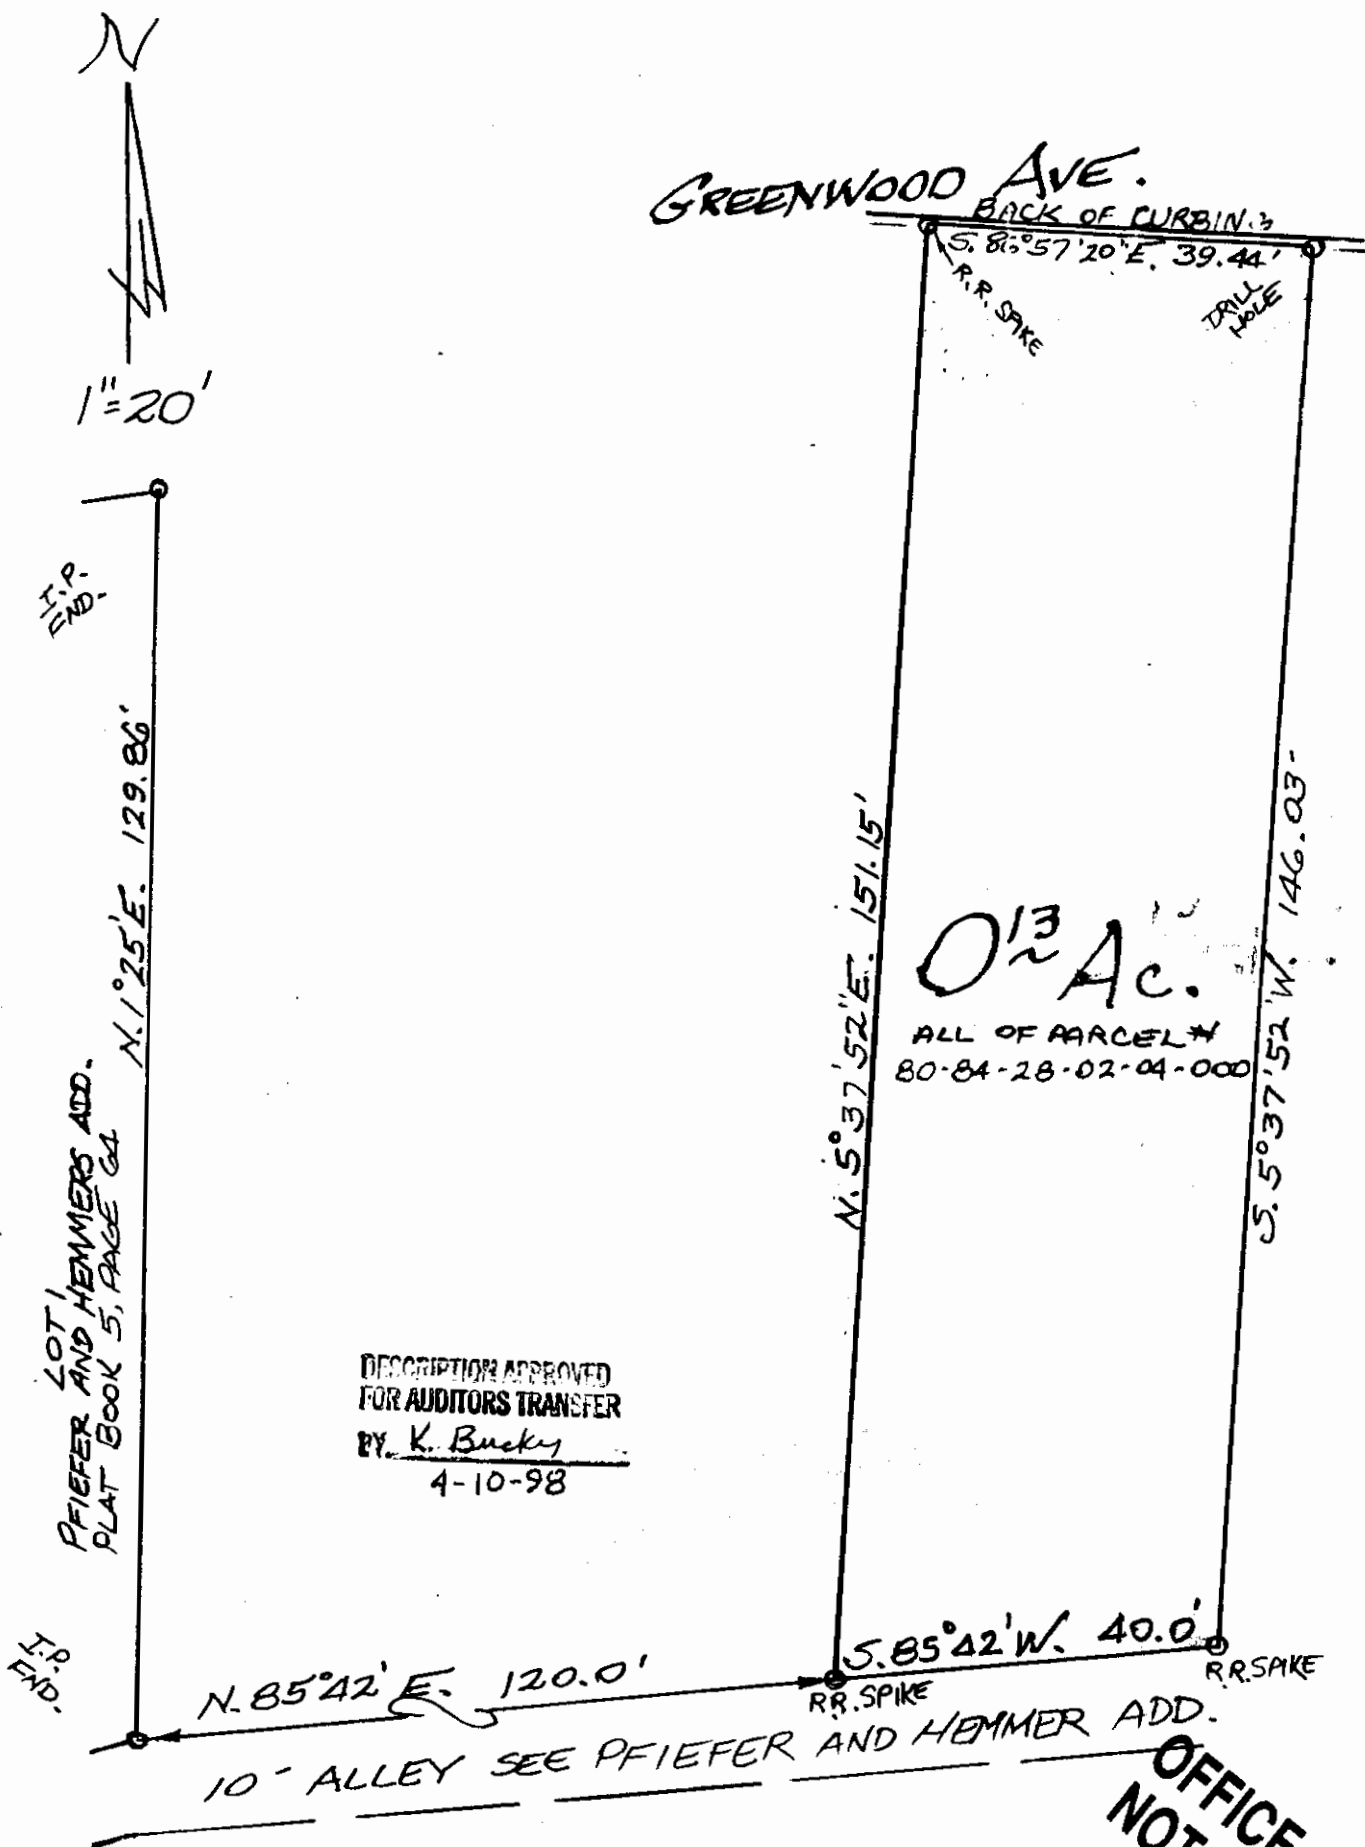 N
1"=20'
GREENWOOD AVE.
BACK OF CURBING
S. 86°57'20"E. 39.44'
R.R. SPIKE
DRILL HOLE
I.P.
FND.
N. 1°25'E. 129.86'
LOT 1
PFIEFER AND HEMMERS ADD.
PLAT BOOK 5, PAGE 64
N. 5°37'52"E. 151.15'
0 13 Ac.
ALL OF PARCEL #
80-84-28-02-04-000
S. 5°37'52"W. 146.03'
DESCRIPTION APPROVED
FOR AUDITORS TRANSFER
BY K. Bucky
4-10-98
I.P.
FND.
N. 85°42' E. 120.0'
S. 85°42' W. 40.0'
R.R. SPIKE
R.R. SPIKE
10' ALLEY SEE PFIEFER AND HEMMER ADD.
OFFICE
NOT